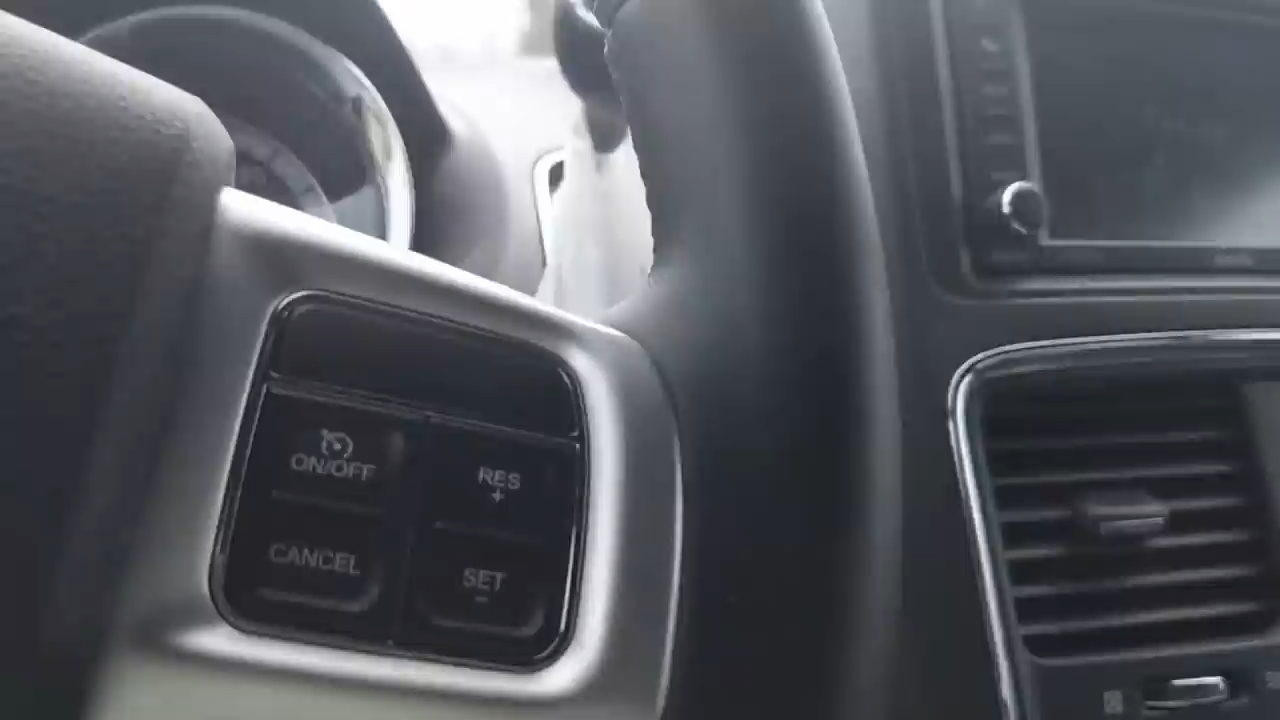 ON/OFF
RES
+
CANCEL
SET
-